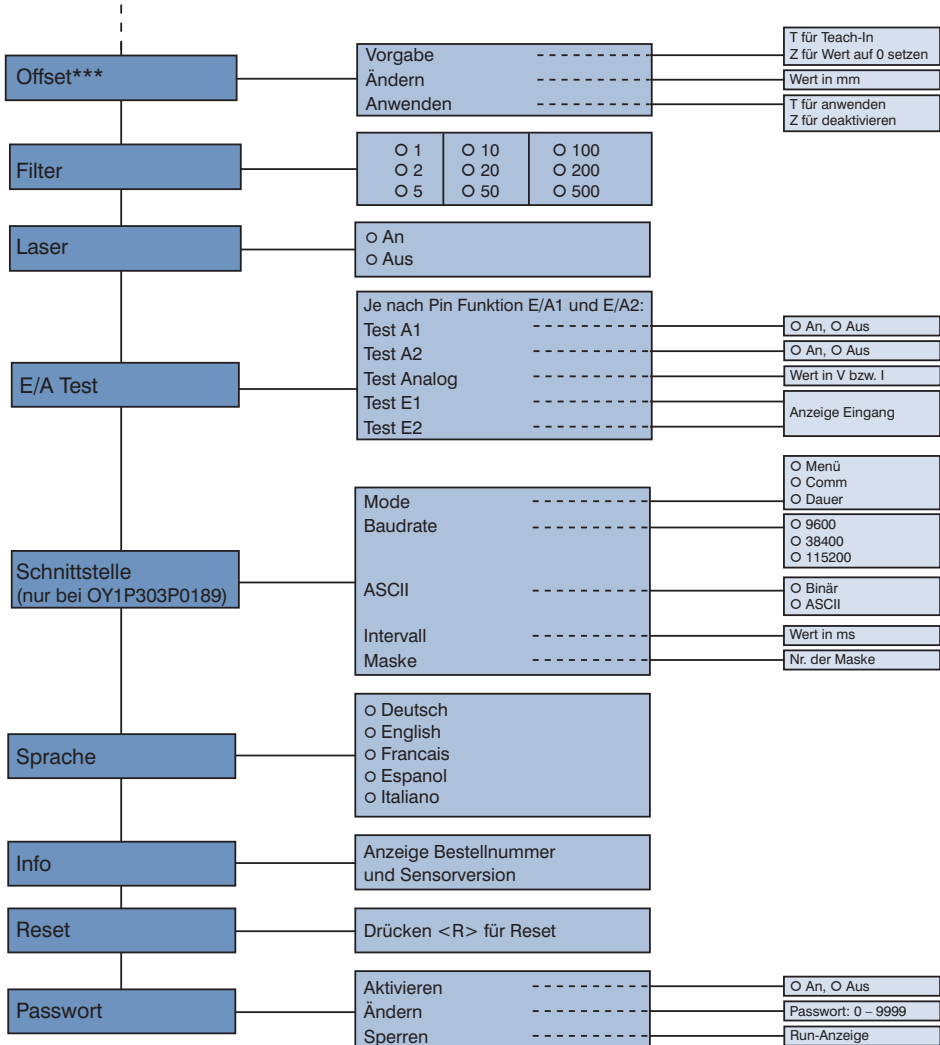 Offset***
Vorgabe
Ändern
Anwenden
T für Teach-In
Z für Wert auf 0 setzen
Wert in mm
T für anwenden
Z für deaktivieren
Filter
1 10 100
2 20 200
5 50 500
Laser
An
Aus
E/A Test
Je nach Pin Funktion E/A1 und E/A2:
Test A1
Test A2
Test Analog
Test E1
Test E2
An, Aus
An, Aus
Wert in V bzw. I
Anzeige Eingang
Schnittstelle
(nur bei OY1P303P0189)
Mode
Baudrate
ASCII
Intervall
Maske
Menü
Comm
Dauer
9600
38400
115200
Binär
ASCII
Wert in ms
Nr. der Maske
Sprache
Deutsch
English
Francais
Espanol
Italiano
Info
Anzeige Bestellnummer
und Sensorversion
Reset
Drücken <R> für Reset
Passwort
Aktivieren
Ändern
Sperren
An, Aus
Passwort: 0 – 9999
Run-Anzeige